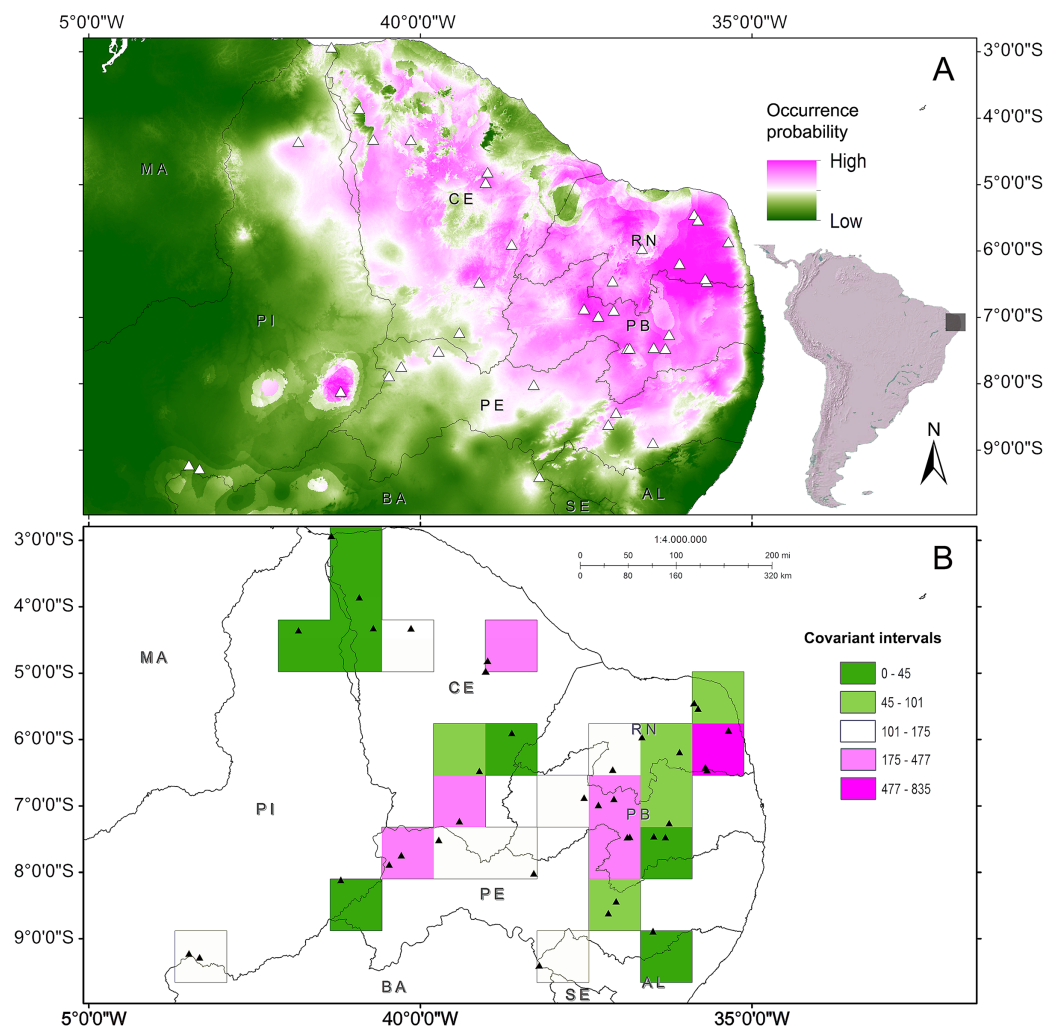 5°0'0"W 40°0'0"W 35°0'0"W
3°0'0"S
A
4°0'0"S
Occurrence
probability
High
Low
MA
CE
5°0'0"S
RN
6°0'0"S
PI
PB
7°0'0"S
8°0'0"S
PE
N
9°0'0"S
BA
SE
AL
3°0'0"S
1:4.000.000
0 50 100 200 mi
0 80 160 320 km
B
4°0'0"S
Covariant intervals
MA
0 - 45
5°0'0"S
CE
45 - 101
6°0'0"S
RN
101 - 175
175 - 477
7°0'0"S
PI
PB
477 - 835
8°0'0"S
PE
9°0'0"S
BA
SE
AL
5°0'0"W 40°0'0"W 35°0'0"W